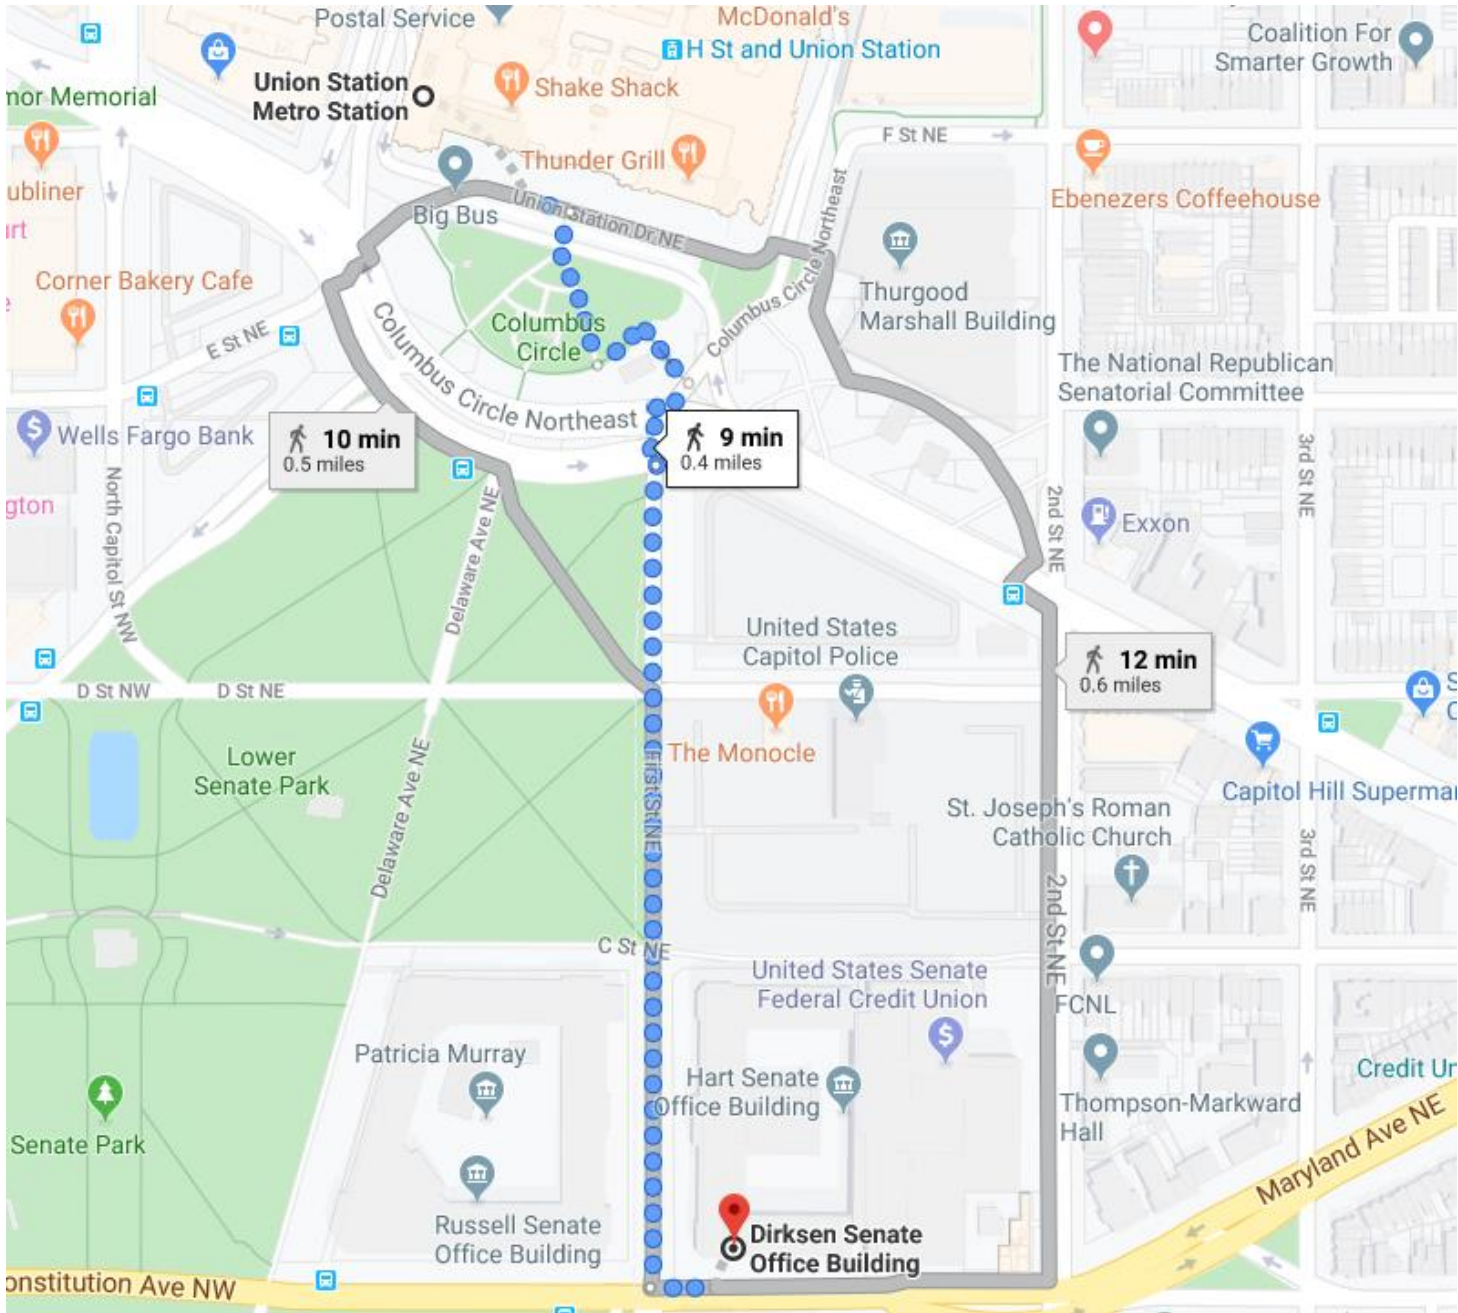 Postal Service
McDonald's
H St and Union Station
Coalition For
Smarter Growth
Union Station
Metro Station
Shake Shack
mor Memorial
F St NE
Thunder Grill
ubliner
Big Bus
Union Station Dr NE
Ebenezers Coffeehouse
art
Corner Bakery Cafe
Columbus Circle Northeast
Thurgood
Marshall Building
E St NE
Columbus
Circle
Columbus Circle Northeast
The National Republican
Senatorial Committee
Wells Fargo Bank
10 min
0.5 miles
9 min
0.4 miles
3rd St NE
North Capitol St NW
gton
Delaware Ave NE
2nd St NE
Exxon
United States
Capitol Police
12 min
0.6 miles
D St NW
D St NE
S
C
The Monocle
Lower
Senate Park
First St NE
Delaware Ave NE
Capitol Hill Supermar
St. Joseph's Roman
Catholic Church
3rd St NE
2nd St NE
C St NE
United States Senate
Federal Credit Union
FCNL
Patricia Murray
Hart Senate
Office Building
Credit Un
Thompson-Markward
Hall
Maryland Ave NE
Senate Park
Russell Senate
Office Building
Dirksen Senate
Office Building
onstitution Ave NW